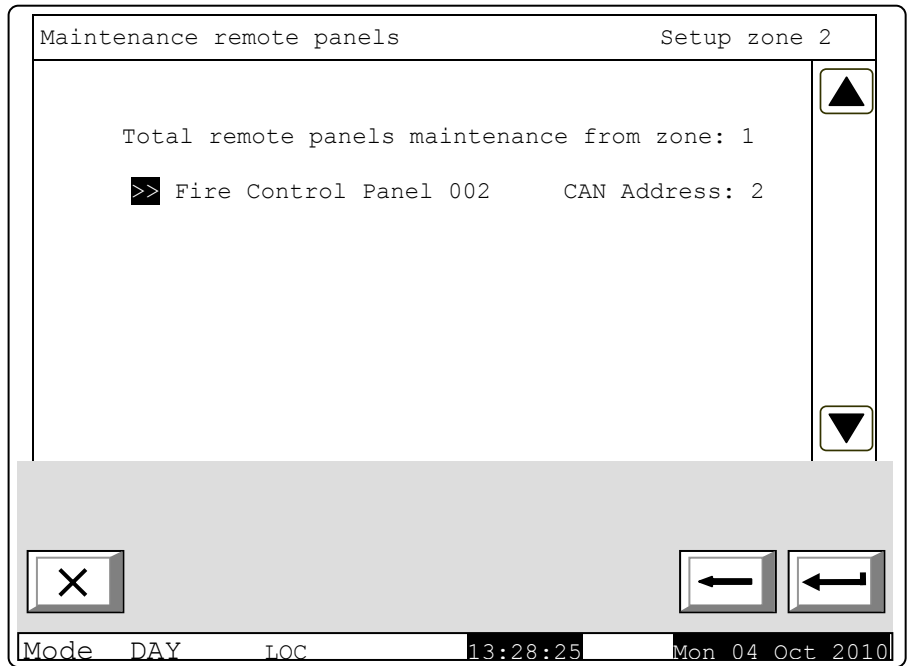 Maintenance remote panels Setup zone 2
Total remote panels maintenance from zone: 1
>> Fire Control Panel 002 CAN Address: 2
Mode DAY LOC 13:28:25 Mon 04 Oct 2010